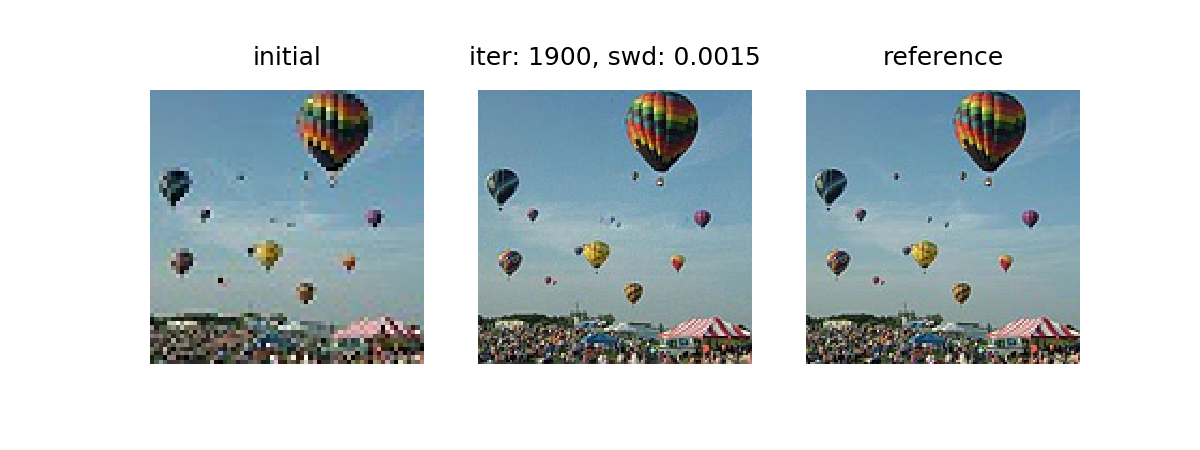 initial
iter: 1900, swd: 0.0015
reference